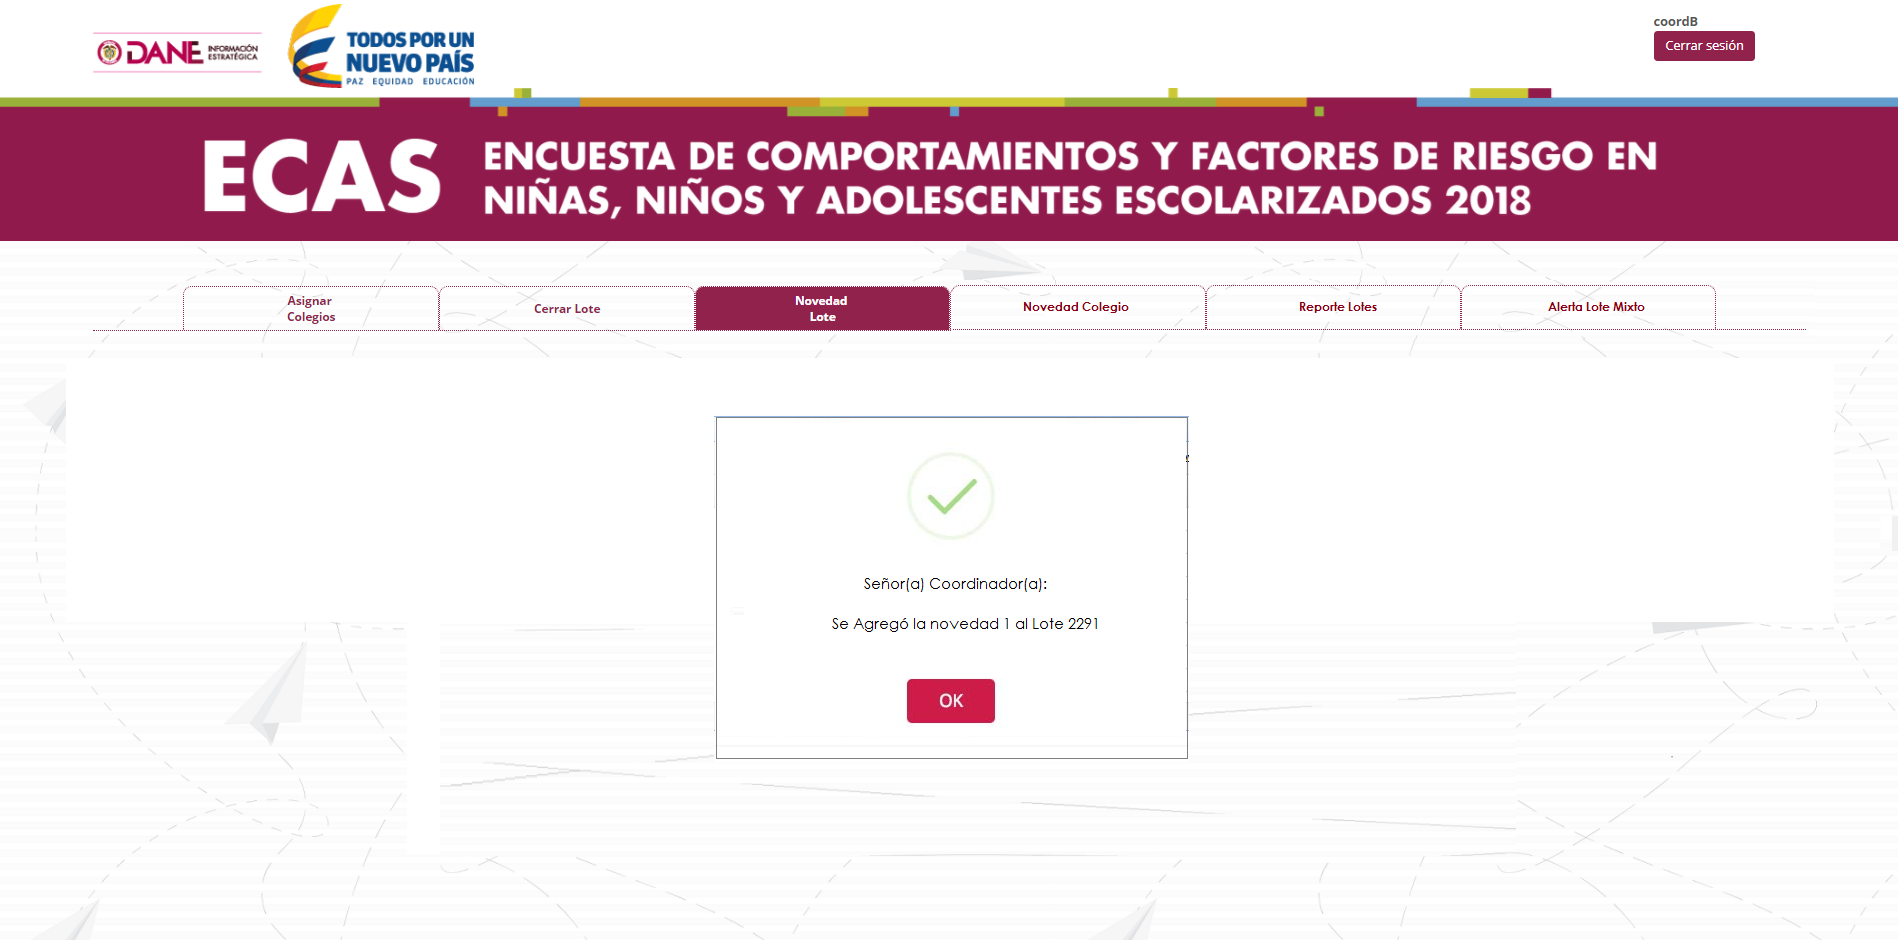 coordB
Cerrar sesión
DANE INFORMACIÓN
ESTRATÉGICA
TODOS POR UN
NUEVO PAÍS
PAZ EQUIDAD EDUCACIÓN
ECAS
ENCUESTA DE COMPORTAMIENTOS Y FACTORES DE RIESGO EN
NIÑAS, NIÑOS Y ADOLESCENTES ESCOLARIZADOS 2018
Asignar
Colegios
Cerrar Lote
Novedad
Lote
Novedad Colegio
Reporte Lotes
Alerta Lote Mixto
Señor(a) Coordinador(a):
Se Agregó la novedad 1 al Lote 2291
OK